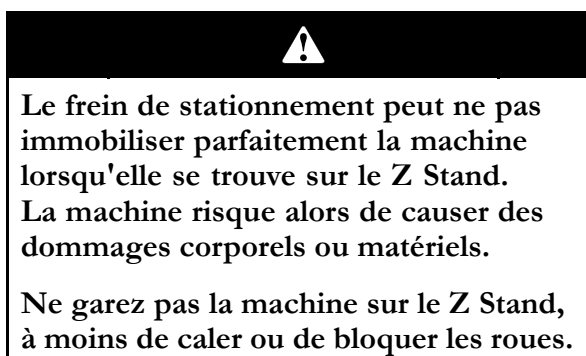 Le frein de stationnement peut ne pas
immobiliser parfaitement la machine
lorsqu'elle se trouve sur le Z Stand.
La machine risque alors de causer des
dommages corporels ou matériels.
Ne garez pas la machine sur le Z Stand,
à moins de caler ou de bloquer les roues.